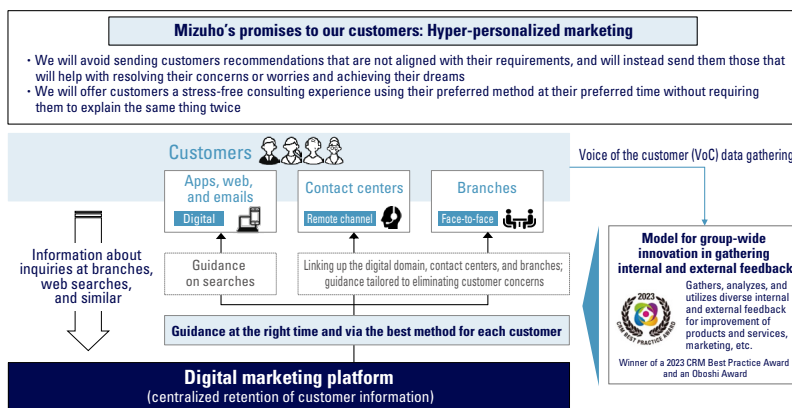 Mizuho's promises to our customers: Hyper-personalized marketing
・We will avoid sending customers recommendations that are not aligned with their requirements, and will instead send them those that
will help with resolving their concerns or worries and achieving their dreams
・We will offer customers a stress-free consulting experience using their preferred method at their preferred time without requiring
them to explain the same thing twice
Customers
Voice of the customer (VoC) data gathering
Apps, web,
and emails
Digital
Contact centers
Remote channel
Branches
Face-to-face
Information about
inquiries at branches,
web searches,
and similar
Guidance
on searches
Linking up the digital domain, contact centers, and branches;
guidance tailored to eliminating customer concerns
Guidance at the right time and via the best method for each customer
Digital marketing platform
(centralized retention of customer information)
Model for group-wide
innovation in gathering
internal and external feedback
2023
CRM BEST PRACTICE AWARD
Gathers, analyzes, and
utilizes diverse internal
and external feedback
for improvement of
products and services,
marketing, etc.
Winner of a 2023 CRM Best Practice Award
and an Oboshi Award